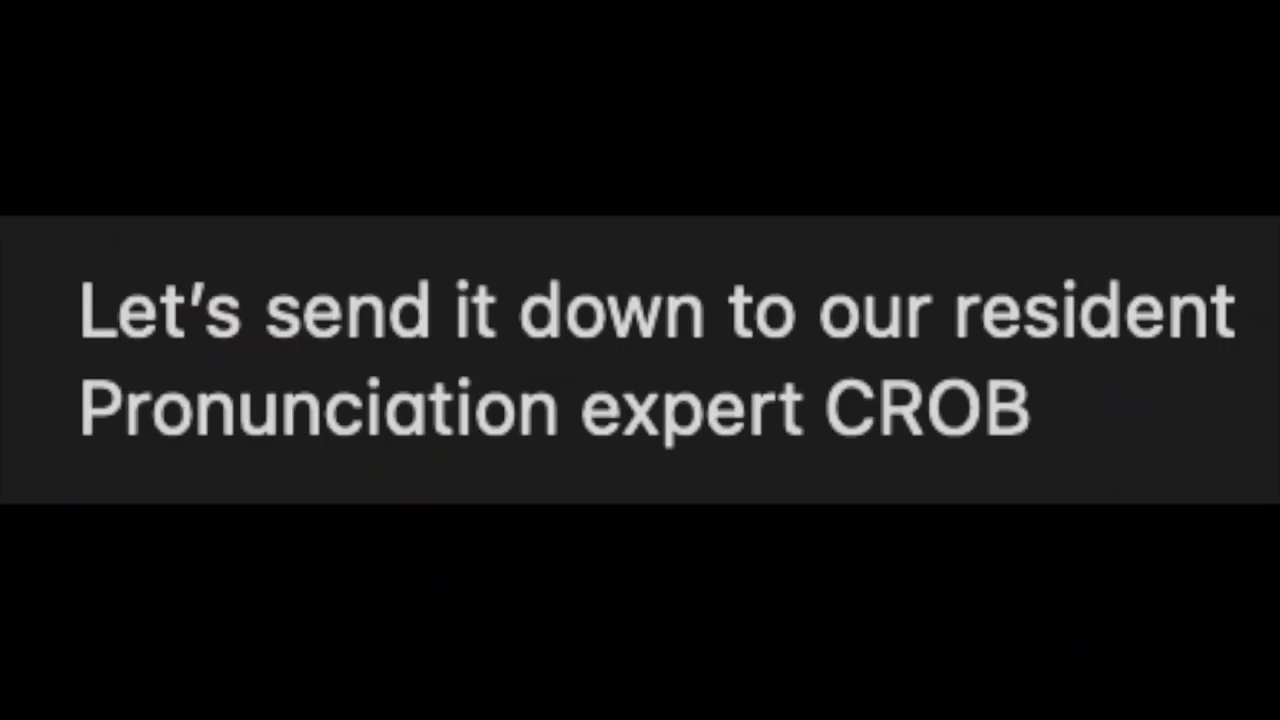 Let’s send it down to our resident
Pronunciation expert CROB